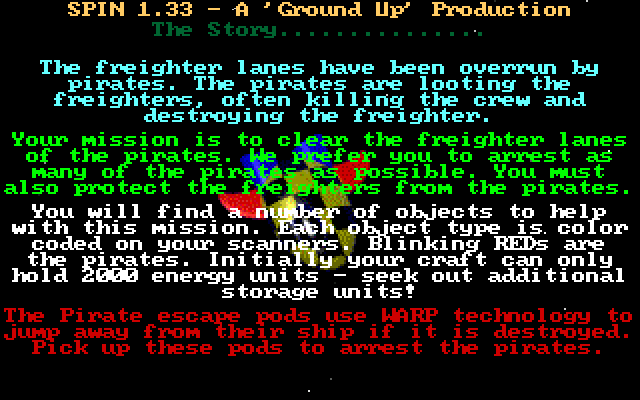 SPIN 1.33 - A 'Ground Up' Production
The Story................
The freighter lanes have been overrun by
pirates. The pirates are looting the
freighters, often killing the crew and
destroying the freighter.
Your mission is to clear the freighter lanes
of the pirates. We prefer you to arrest as
many of the pirates as possible. You must
also protect the freighters from the pirates.
You will find a number of objects to help
with this mission. Each object type is color
coded on your scanners. Blinking REDs are
the pirates. Initially your craft can only
hold 2000 energy units - seek out additional
storage units!
The Pirate escape pods use WARP technology to
jump away from their ship if it is destroyed.
Pick up these pods to arrest the pirates.